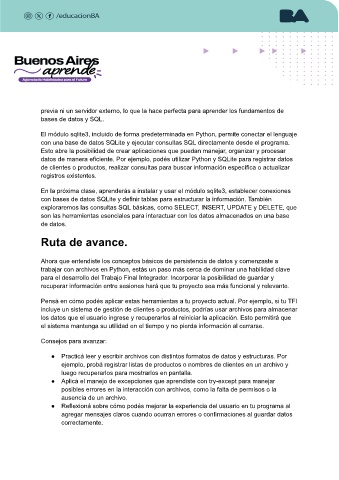 /educacionBA
BA
Buenos Aires
aprende
Agencia de Habilidades para el Futuro
previa ni un servidor externo, lo que la hace perfecta para aprender los fundamentos de
bases de datos y SQL.
El módulo sqlite3, incluido de forma predeterminada en Python, permite conectar el lenguaje
con una base de datos SQLite y ejecutar consultas SQL directamente desde el programa.
Esto abre la posibilidad de crear aplicaciones que puedan manejar, organizar y procesar
datos de manera eficiente. Por ejemplo, podés utilizar Python y SQLite para registrar datos
de clientes o productos, realizar consultas para buscar información específica o actualizar
registros existentes.
En la próxima clase, aprenderás a instalar y usar el módulo sqlite3, establecer conexiones
con bases de datos SQLite y definir tablas para estructurar la información. También
exploraremos las consultas SQL básicas, como SELECT, INSERT, UPDATE y DELETE, que
son las herramientas esenciales para interactuar con los datos almacenados en una base
de datos.
Ruta de avance.
Ahora que entendiste los conceptos básicos de persistencia de datos y comenzaste a
trabajar con archivos en Python, estás un paso más cerca de dominar una habilidad clave
para el desarrollo del Trabajo Final Integrador. Incorporar la posibilidad de guardar y
recuperar información entre sesiones hará que tu proyecto sea más funcional y relevante.
Pensá en cómo podés aplicar estas herramientas a tu proyecto actual. Por ejemplo, si tu TFI
incluye un sistema de gestión de clientes o productos, podrías usar archivos para almacenar
los datos que el usuario ingrese y recuperarlos al reiniciar la aplicación. Esto permitirá que
el sistema mantenga su utilidad en el tiempo y no pierda información al cerrarse.
Consejos para avanzar:
● Practicá leer y escribir archivos con distintos formatos de datos y estructuras. Por
ejemplo, probá registrar listas de productos o nombres de clientes en un archivo y
luego recuperarlos para mostrarlos en pantalla.
● Aplicá el manejo de excepciones que aprendiste con try-except para manejar
posibles errores en la interacción con archivos, como la falta de permisos o la
ausencia de un archivo.
● Reflexioná sobre cómo podés mejorar la experiencia del usuario en tu programa al
agregar mensajes claros cuando ocurran errores o confirmaciones al guardar datos
correctamente.